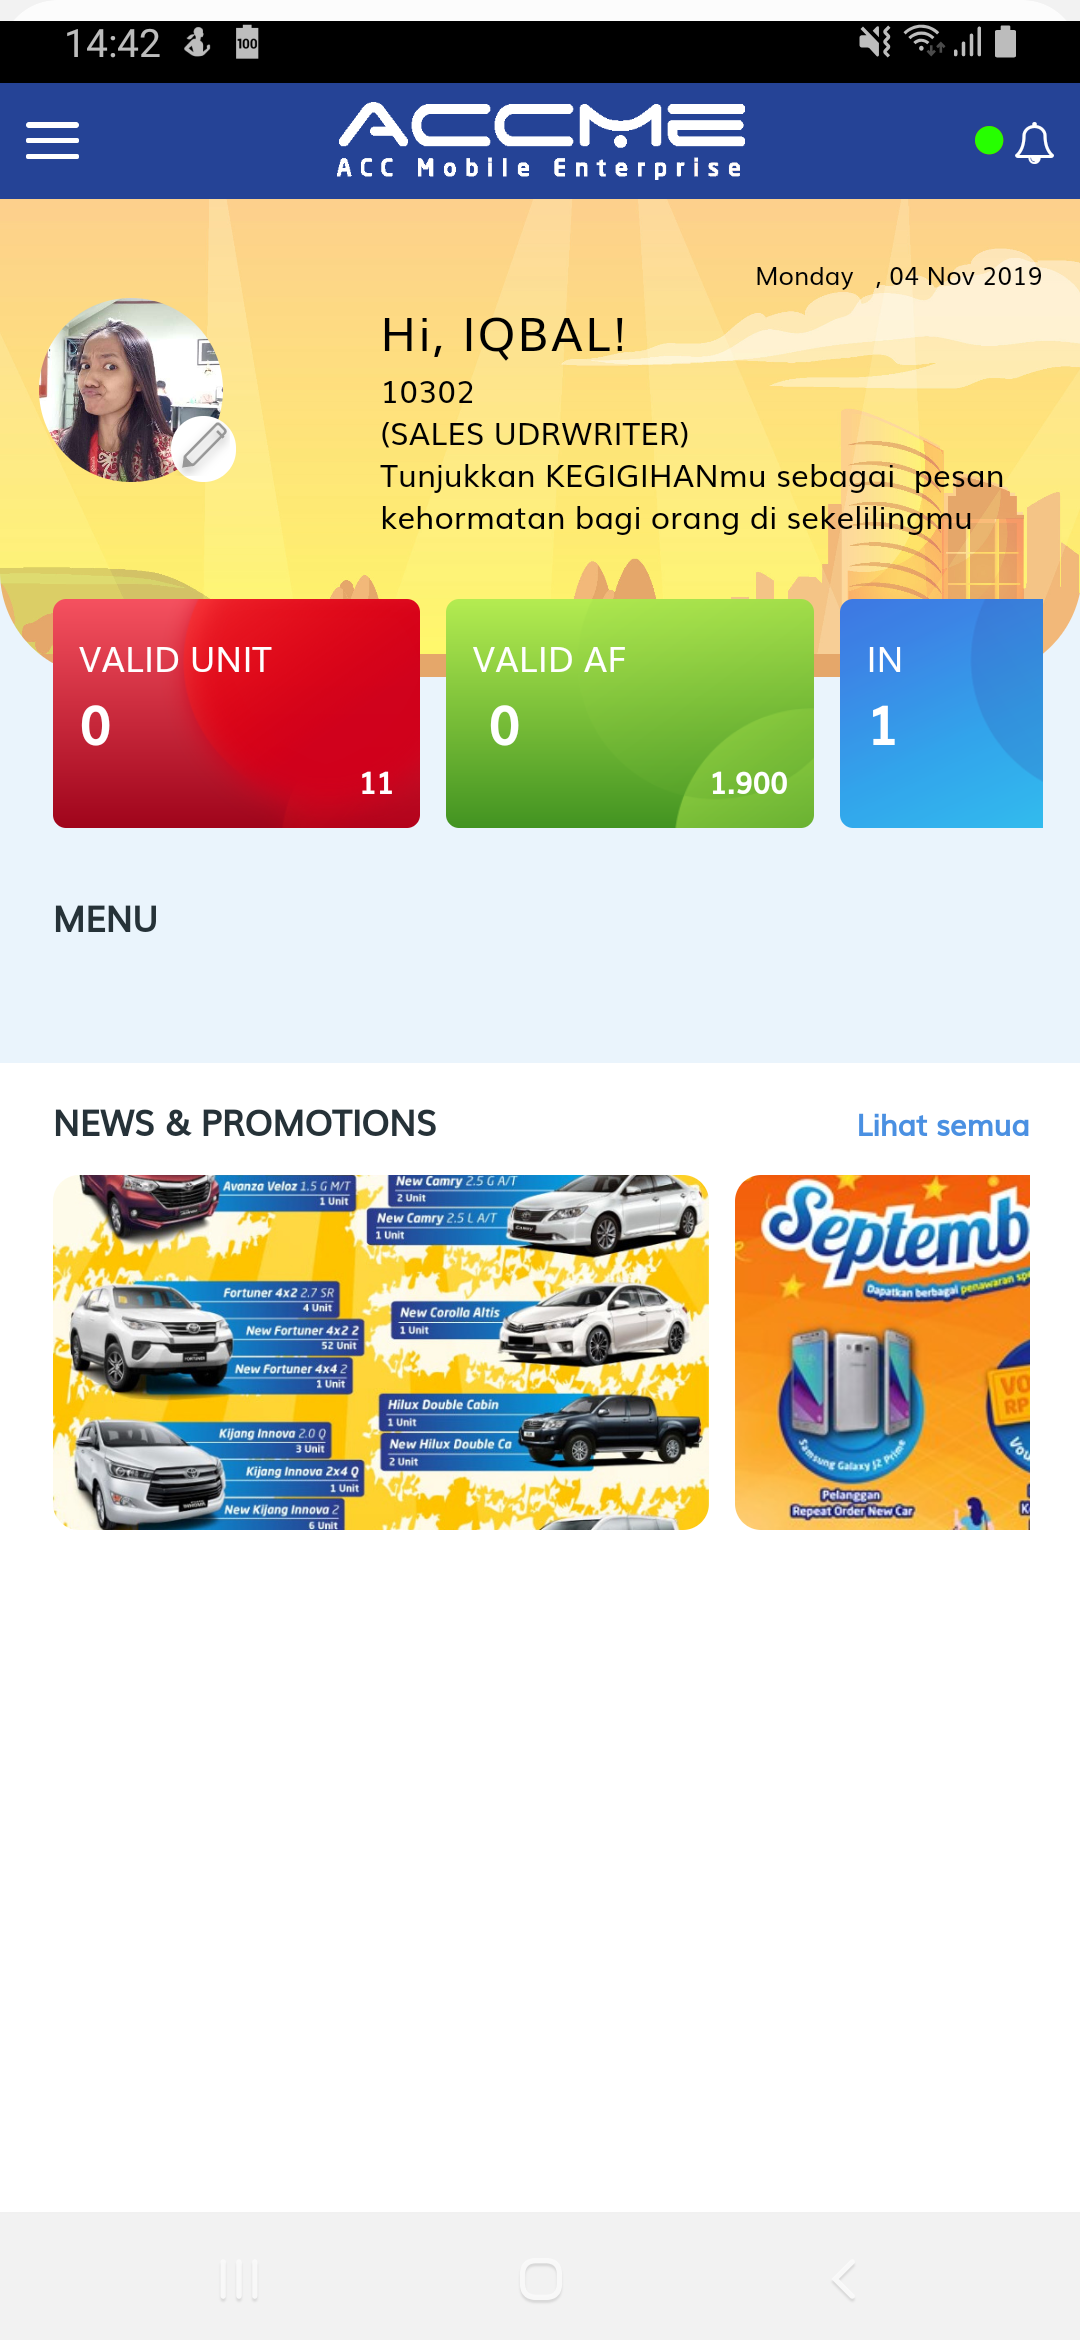 14:42
100
ACCME
ACC Mobile Enterprise
Monday , 04 Nov 2019
Hi, IQBAL!
10302
(SALES UDRWRITER)
Tunjukkan KEGIGIHANmu sebagai pesan
kehormatan bagi orang di sekelilingmu
VALID UNIT
0
11
VALID AF
0
1.900
IN
1
MENU
NEWS & PROMOTIONS
Lihat semua
Avanza Veloz 1.5 G M/T
1 Unit
New Camry 2.5 G A/T
2 Unit
New Camry 2.5 L A/T
1 Unit
Fortuner 4x2 2.7 SR
4 Unit
New Fortuner 4x2 2
52 Unit
New Fortuner 4x4 2
1 Unit
New Corolla Altis
1 Unit
Hilux Double Cabin
1 Unit
New Hilux Double Ca
2 Unit
Kijang Innova 2.0 Q
3 Unit
Kijang Innova 2x4 Q
1 Unit
New Kijang Innova 2
6 Unit
Septemb
Dapatkan berbagai penawaran spe
Samsung Galaxy J2 Prime
Pelanggan
Repeat Order New Car
VO
RP
Vou
K